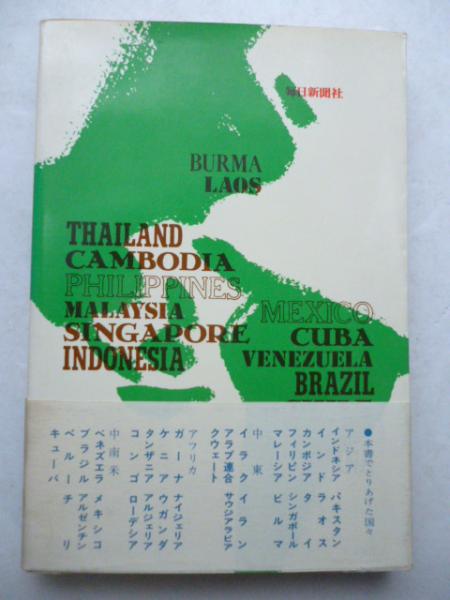 毎日新聞社
BURMA
LAOS
THAILAND
CAMBODIA
PHILIPPINES
MALAYSIA
SINGAPORE
INDONESIA
MEXICO
CUBA
VENEZUELA
BRAZIL
●本書でとりあげた国々
アジア
インドネシア パキスタン
インド ラオス
カンボジア タイ
フィリピン シンガポール
マレーシア ビルマ
中東
イラク イラン
アラブ連合 サウジアラビア
クウェート
アフリカ
ガーナ ナイジェリア
ケニア ウガンダ
タンザニア アルジェリア
コンゴ ローデシア
中南米
ベネズエラ メキシコ
ブラジル アルゼンチン
ペルー チリ
キューバ